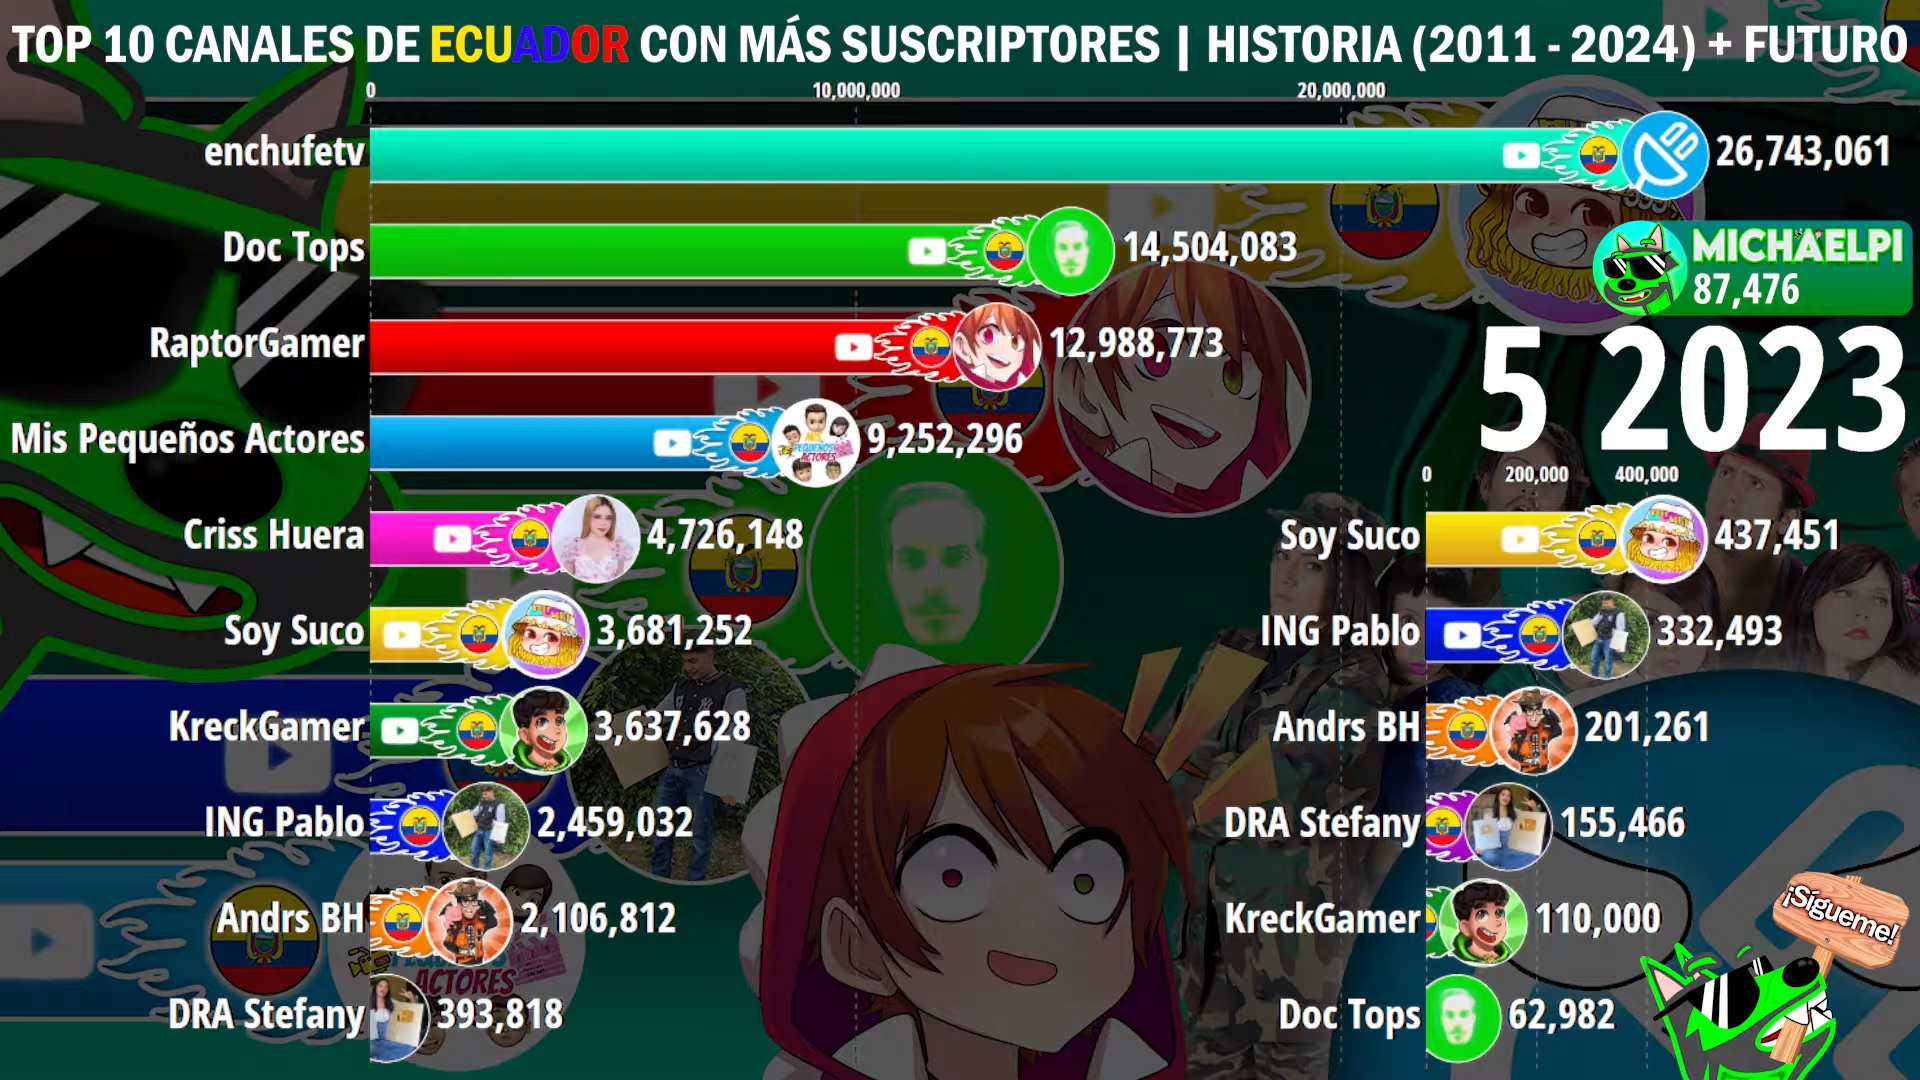 TOP 10 CANALES DE ECUADOR CON MÁS SUSCRIPTORES | HISTORIA (2011 - 2024) + FUTURO
0 10,000,000 20,000,000
enchufetv 26,743,061
Doc Tops 14,504,083
MICHAELPI
87,476
RaptorGamer 12,988,773
5 2023
Mis Pequeños Actores MIS PEQUEÑOS ACTORES 9,252,296
0 200,000 400,000
Criss Huera 4,726,148
Soy Suco 437,451
Soy Suco 3,681,252
ING Pablo 332,493
KreckGamer 3,637,628
Andrs BH 201,261
ING Pablo 2,459,032
DRA Stefany 155,466
Andrs BH 2,106,812
KreckGamer 110,000
¡Sígueme!
ACTORES
DRA Stefany 393,818
Doc Tops 62,982